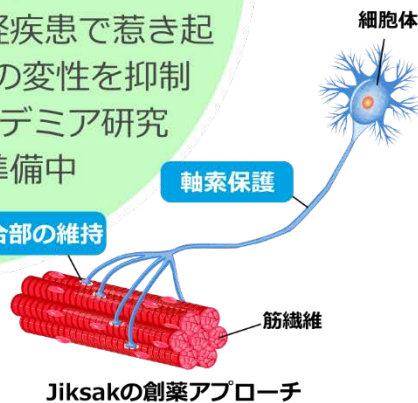 疾患で惹き起
の変性を抑制
デミア研究
準備中
細胞体
軸索保護
合部の維持
筋繊維
Jiksakの創薬アプローチ